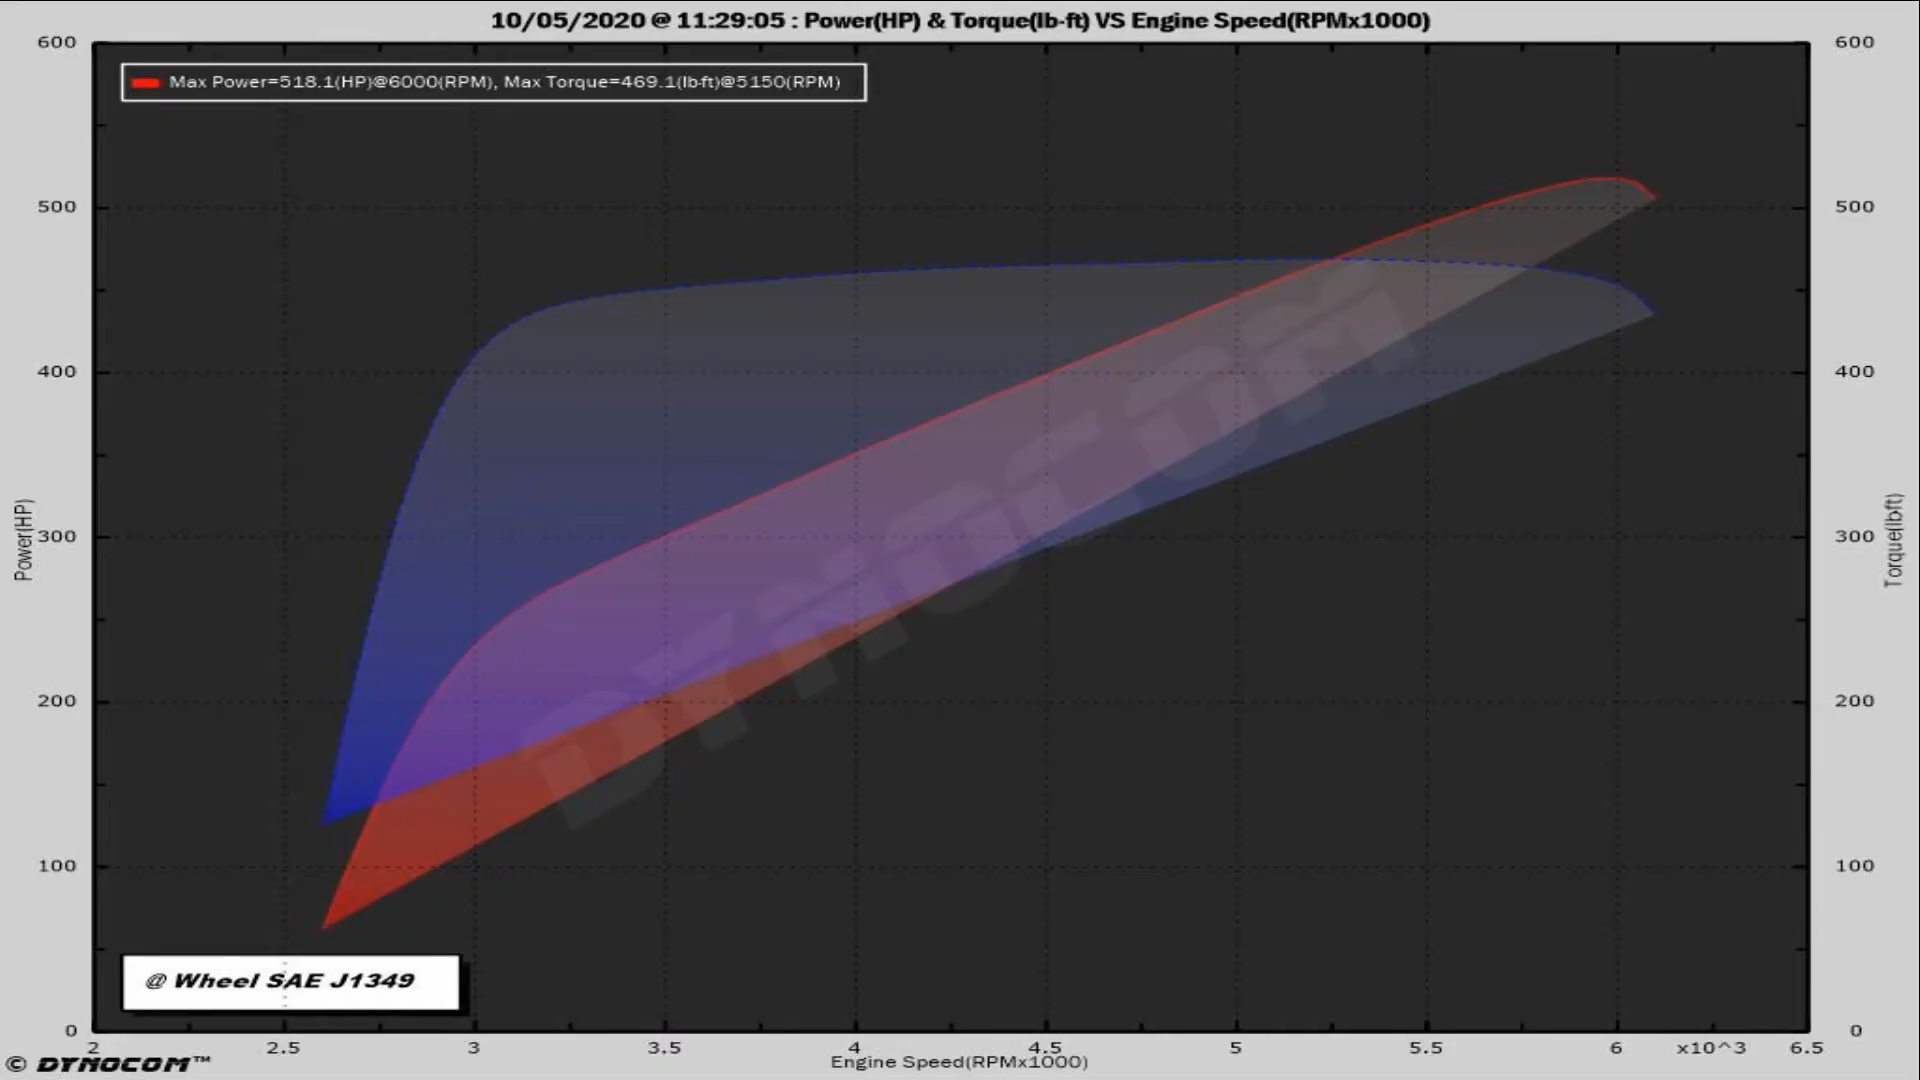 10/05/2020 @ 11:29:05 : Power(HP) & Torque(lb-ft) VS Engine Speed(RPMx1000)
Max Power=518.1(HP)@6000(RPM), Max Torque=469.1(lb-ft)@5150(RPM)
600
500
400
300
200
100
0
Power(HP)
600
500
400
300
200
100
0
Torque(lb-ft)
DYNOCOM
@ Wheel SAE J1349
2 2.5 3 3.5 4 4.5 5 5.5 6 x10^3 6.5
Engine Speed(RPMx1000)
© DYNOCOM™